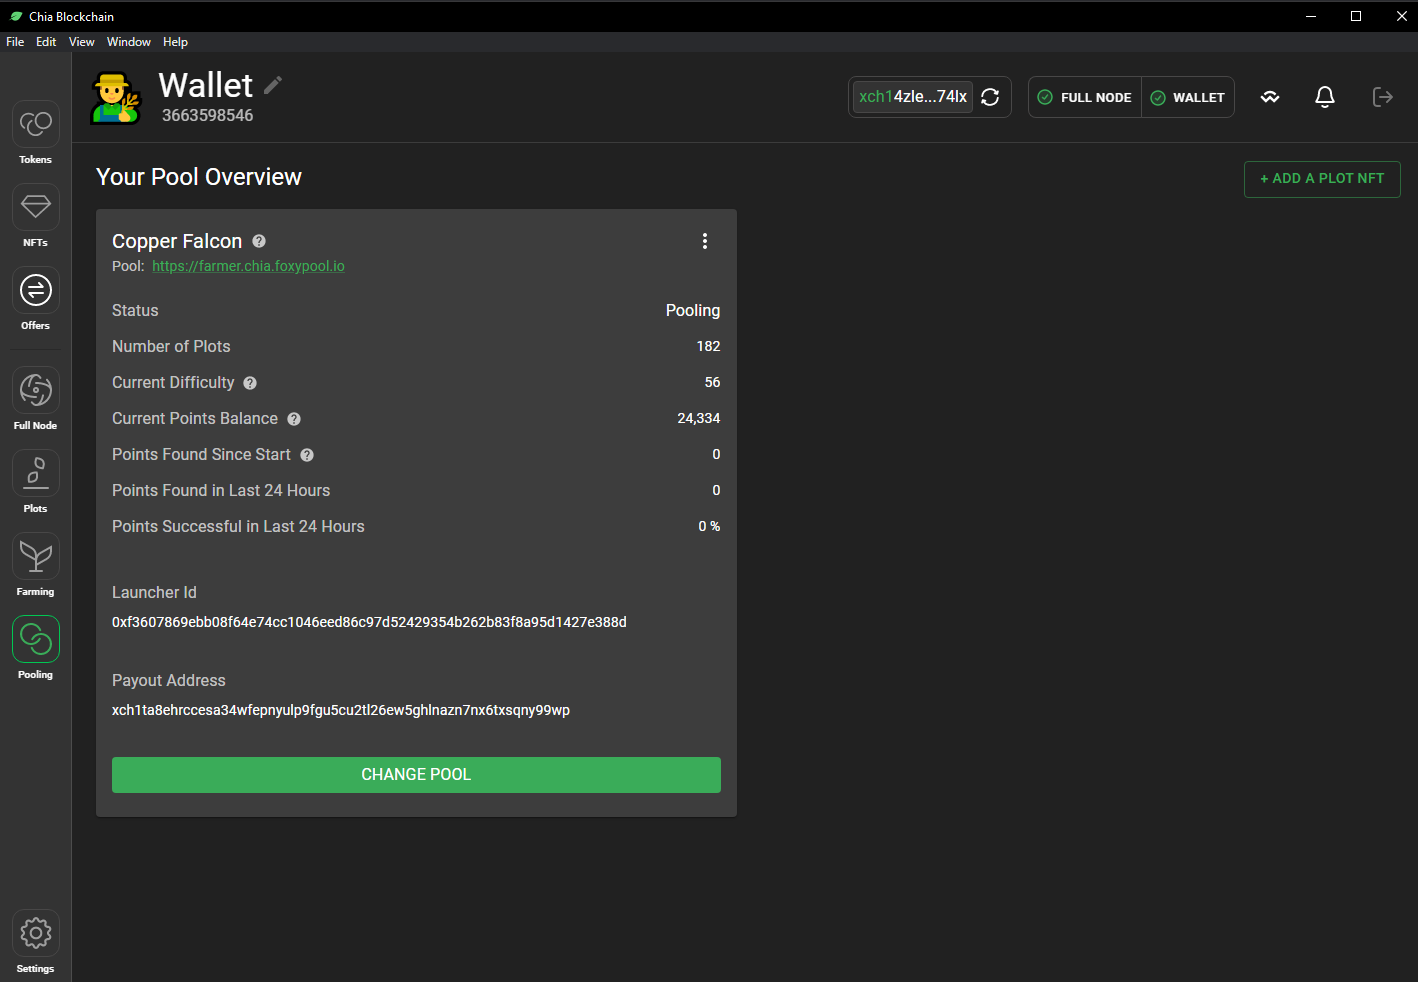 Chia Blockchain
File Edit View Window Help
Wallet
3663598546
xch14zle...74lx
FULL NODE
WALLET
Tokens
NFTs
Offers
Full Node
Plots
Farming
Pooling
Settings
Your Pool Overview
+ ADD A PLOT NFT
Copper Falcon
Pool: https://farmer.chia.foxypool.io
Status Pooling
Number of Plots 182
Current Difficulty 56
Current Points Balance 24,334
Points Found Since Start 0
Points Found in Last 24 Hours 0
Points Successful in Last 24 Hours 0 %
Launcher Id
0xf3607869ebb08f64e74cc1046eed86c97d52429354b262b83f8a95d1427e388d
Payout Address
xch1ta8ehrccesa34wfepnyulp9fgu5cu2tl26ew5ghlnazn7nx6txsqny99wp
CHANGE POOL